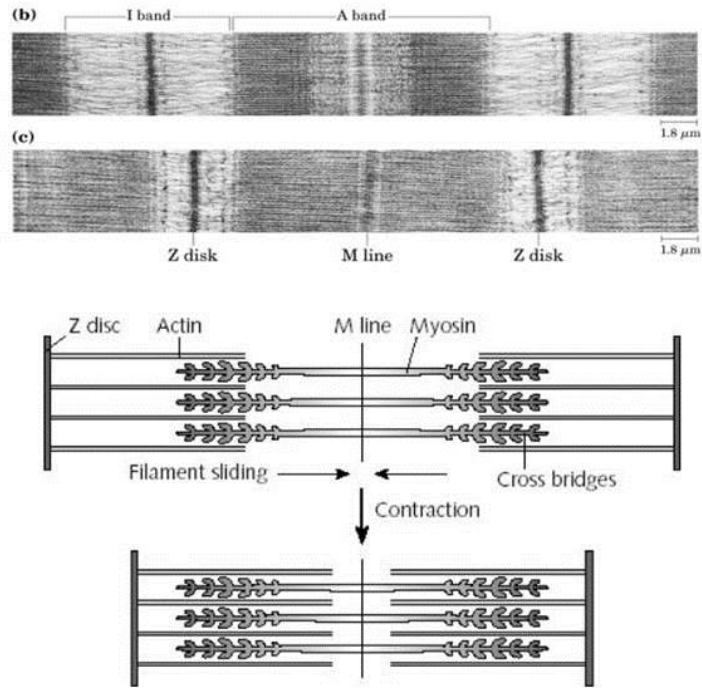 (b)
I band
A band
1.8 μm
(c)
1.8 μm
Z disk
M line
Z disk
Z disc
Actin
M line
Myosin
Filament sliding
Cross bridges
Contraction